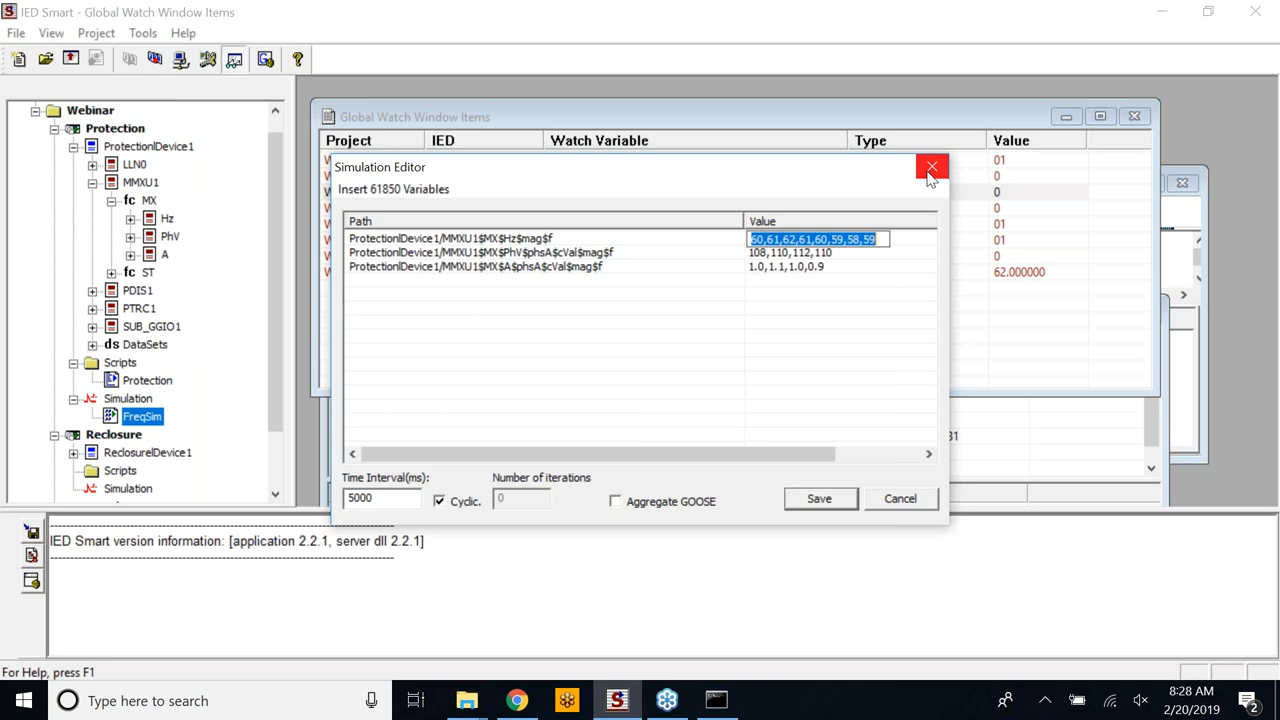 IED Smart - Global Watch Window Items
File View Project Tools Help
Webinar
Protection
ProtectionIDevice1
LLN0
MMXU1
fc MX
Hz
PhV
A
fc ST
PDIS1
PTRC1
SUB_GGIO1
ds DataSets
Scripts
Protection
Simulation
FreqSim
Reclosure
ReclosureIDevice1
Scripts
Simulation
Global Watch Window Items
Project IED Watch Variable Type Value
01
0
0
0
01
01
0
62.000000
Simulation Editor
Insert 61850 Variables
Path Value
ProtectionIDevice1/MMXU1$MX$Hz$mag$f 60,61,62,61,60,59,58,59
ProtectionIDevice1/MMXU1$MX$PhV$phsA$cVal$mag$f 108,110,112,110
ProtectionIDevice1/MMXU1$MX$A$phsA$cVal$mag$f 1.0,1.1,1.0,0.9
Time Interval(ms): Number of iterations
5000 Cyclic. 0 Aggregate GOOSE Save Cancel
IED Smart version information: [application 2.2.1, server dll 2.2.1]
For Help, press F1
Type here to search
8:28 AM
2/20/2019
2